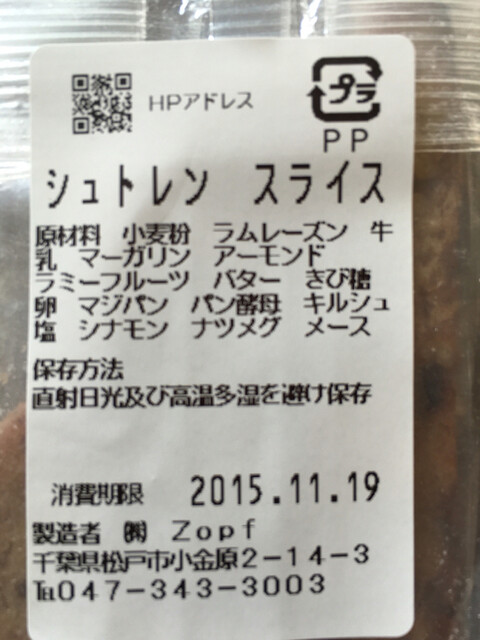 HPアドレス
プラ
PP
シュトレン スライス
原材料 小麦粉 ラムレーズン 牛
乳 マーガリン アーモンド
ラミーフルーツ バター きび糖
卵 マジパン パン酵母 キルシュ
塩 シナモン ナツメグ メース
保存方法
直射日光及び高温多湿を避け保存
消費期限 2015.11.19
製造者 ㈱ Zopf
千葉県松戸市小金原2-14-3
℡047-343-3003